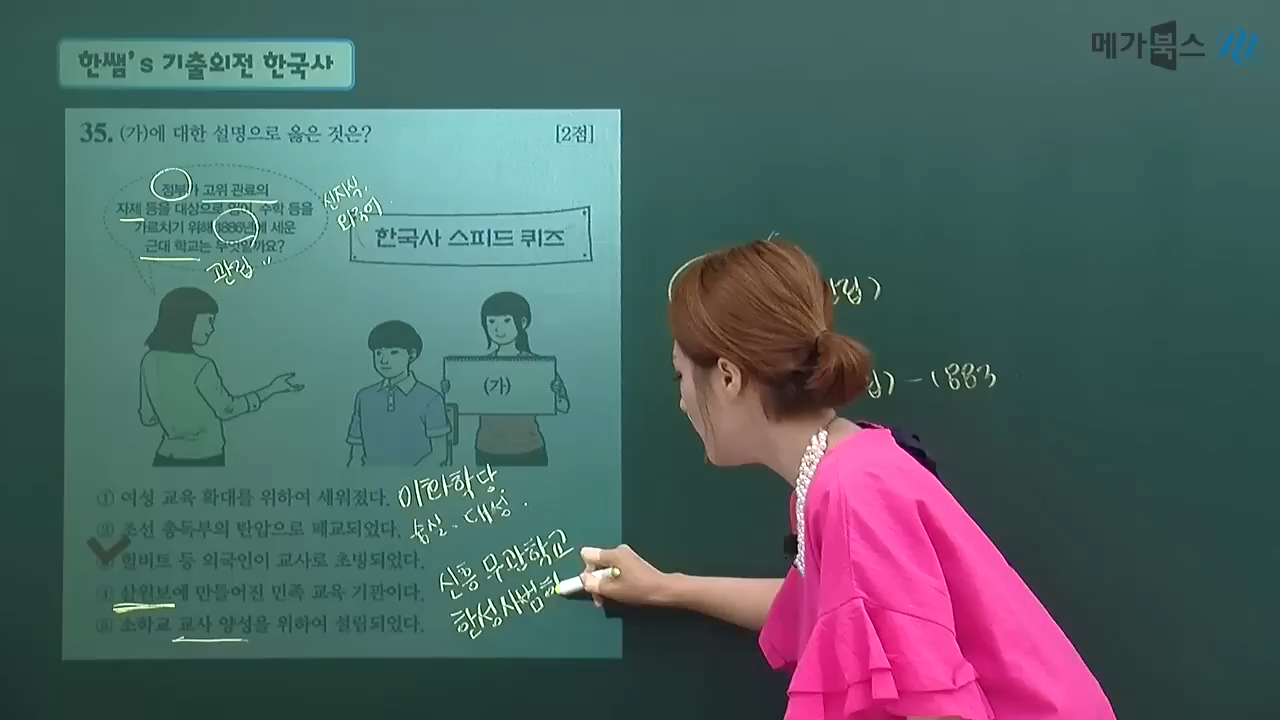 메가북스 m
한쌤's 기출의전 한국사
35. (가)에 대한 설명으로 옳은 것은? [2점]
정부가 고위 관료의
자제 등을 대상으로 영어, 수학 등을
가르치기 위해 1886년에 세운
근대 학교는 무엇일까요?
관립
신지식,
외국어
한국사 스피드 퀴즈
(가)
① 여성 교육 확대를 위하여 세워졌다. 이화학당
② 조선 총독부의 탄압으로 폐교되었다. 숭실, 대성
헐버트 등 외국인이 교사로 초빙되었다.
④ 삼원보에 만들어진 민족 교육 기관이다. 신흥 무관학교
⑤ 소학교 교사 양성을 위하여 설립되었다. 한성사범
립)
립) - 1883